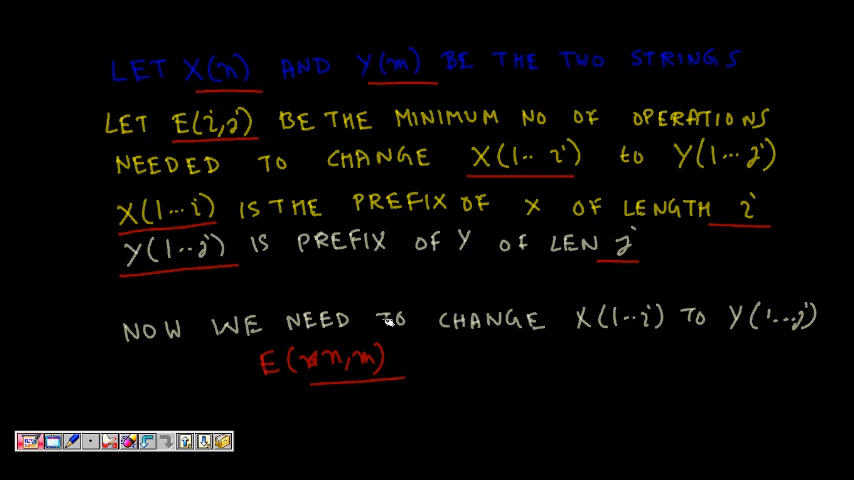 LET X(n) AND Y(m) BE THE TWO STRINGS
LET E(i,j) BE THE MINIMUM NO OF OPERATIONS
NEEDED TO CHANGE X(1.. i) to Y(1...j)
X(1...i) IS THE PREFIX OF X OF LENGTH i
Y(1..j) IS PREFIX OF Y OF LEN j
NOW WE NEED TO CHANGE X(1..i) TO Y(1...j)
E(n,m)